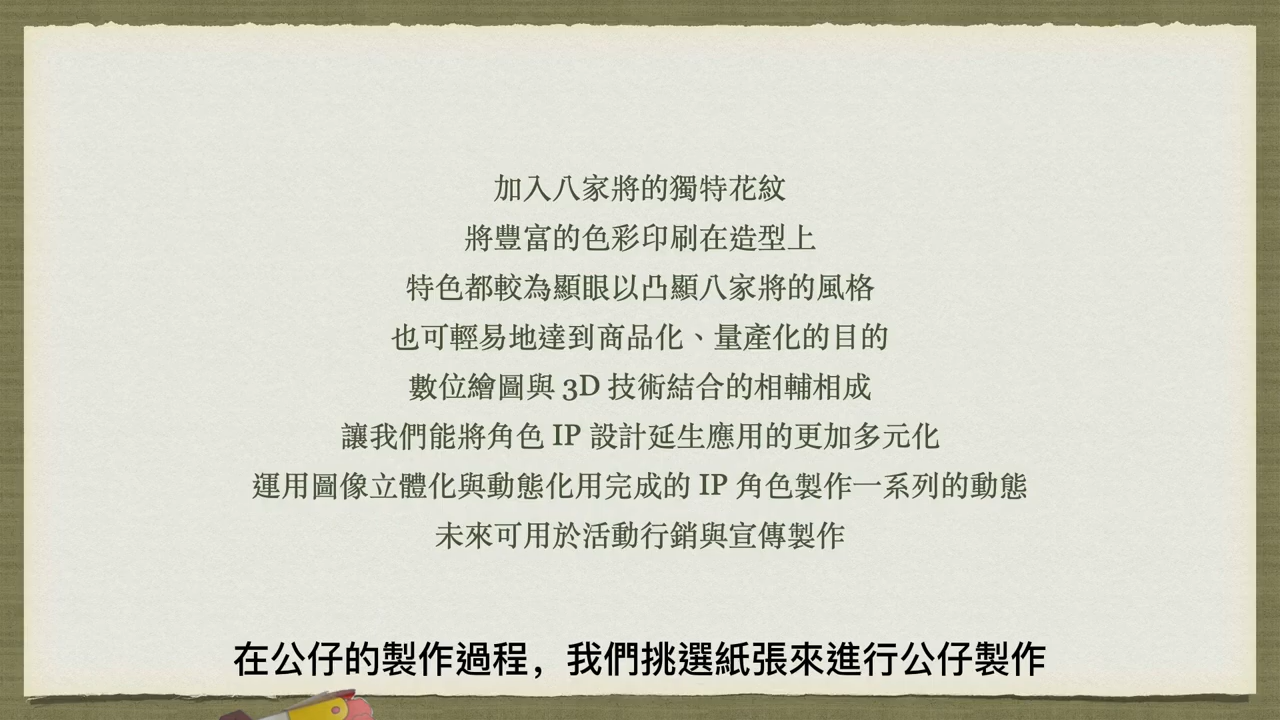 加入八家將的獨特花紋
將豐富的色彩印刷在造型上
特色都較為顯眼以凸顯八家將的風格
也可輕易地達到商品化、量產化的目的
數位繪圖與 3D 技術結合的相輔相成
讓我們能將角色 IP 設計延生應用的更加多元化
運用圖像立體化與動態化用完成的 IP 角色製作一系列的動態
未來可用於活動行銷與宣傳製作
在公仔的製作過程，我們挑選紙張來進行公仔製作